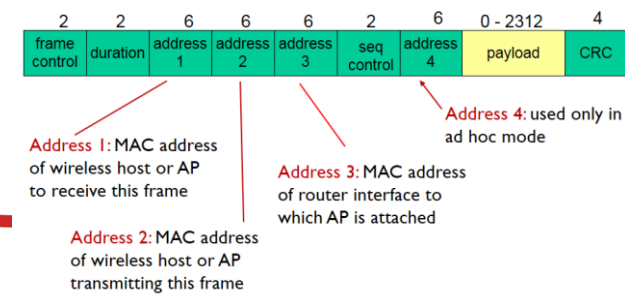 2 2 6 6 6 2 6 0 - 2312 4
frame control duration address 1 address 2 address 3 seq control address 4 payload CRC
Address 4: used only in
ad hoc mode
Address 1: MAC address
of wireless host or AP
to receive this frame
Address 3: MAC address
of router interface to
which AP is attached
Address 2: MAC address
of wireless host or AP
transmitting this frame